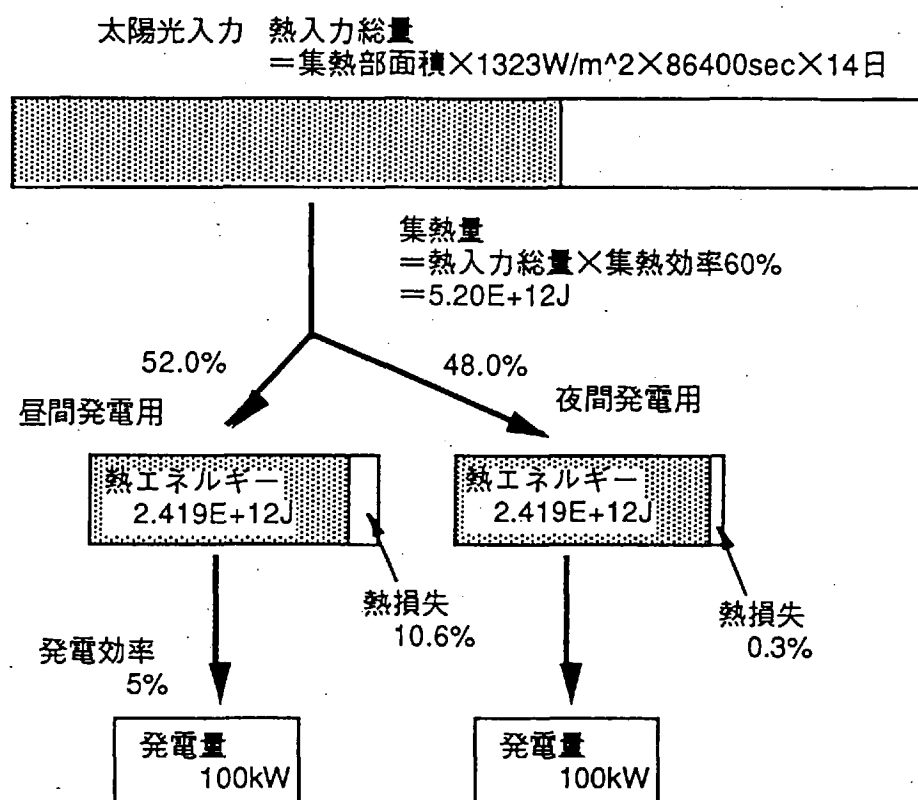 太陽光入力 熱入力総量
＝集熱部面積×1323W/m^2×86400sec×14日
集熱量
＝熱入力総量×集熱効率60%
＝5.20E+12J
52.0%
48.0%
昼間発電用
夜間発電用
熱エネルギー
2.419E+12J
熱エネルギー
2.419E+12J
熱損失
10.6%
熱損失
0.3%
発電効率
5%
発電量
100kW
発電量
100kW